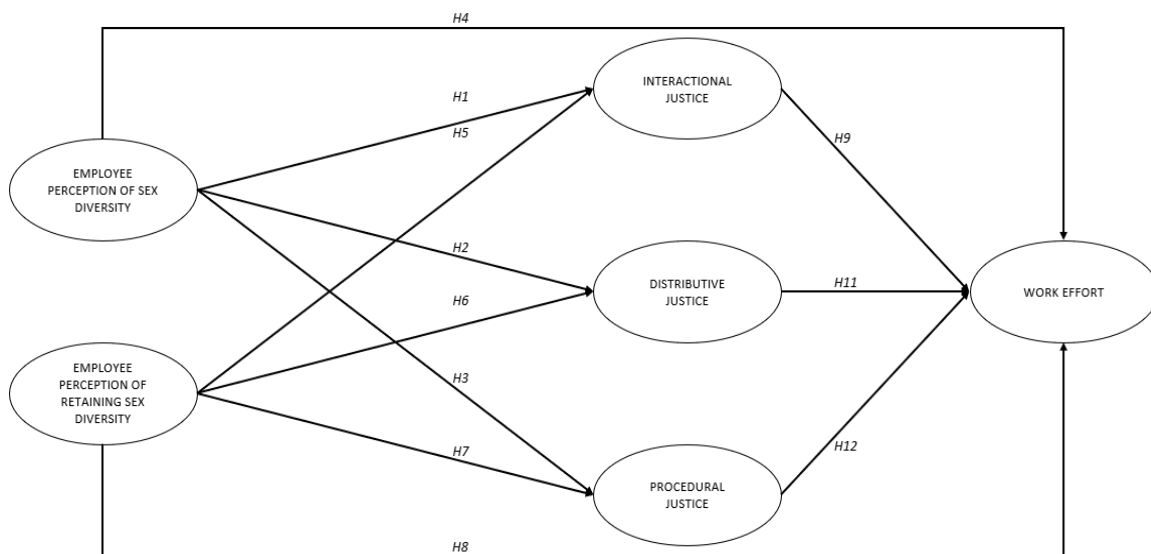 H4
INTERACTIONAL
JUSTICE
H1
H5
H9
EMPLOYEE
PERCEPTION OF SEX
DIVERSITY
H2
DISTRIBUTIVE
JUSTICE
H11
WORK EFFORT
H6
EMPLOYEE
PERCEPTION OF
RETAINING SEX
DIVERSITY
H3
H7
H12
PROCEDURAL
JUSTICE
H8